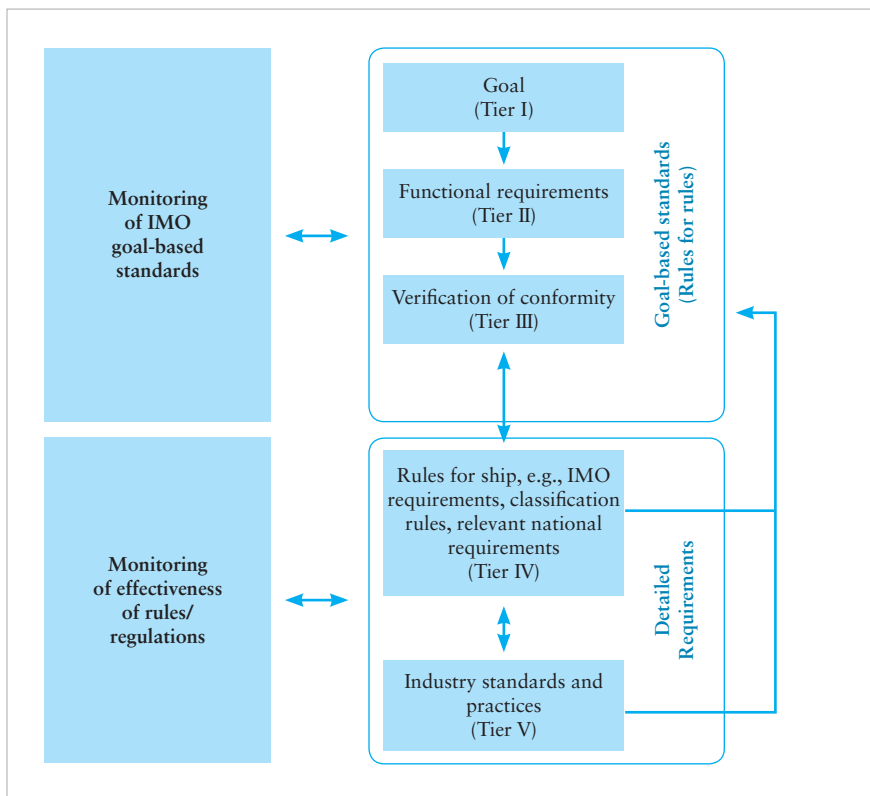 Monitoring
of IMO
goal-based
standards
Goal
(Tier I)
Functional requirements
(Tier II)
Verification of conformity
(Tier III)
Goal-based standards
(Rules for rules)
Monitoring
of effectiveness
of rules/
regulations
Rules for ship, e.g., IMO
requirements, classification
rules, relevant national
requirements
(Tier IV)
Industry standards and
practices
(Tier V)
Detailed
Requirements